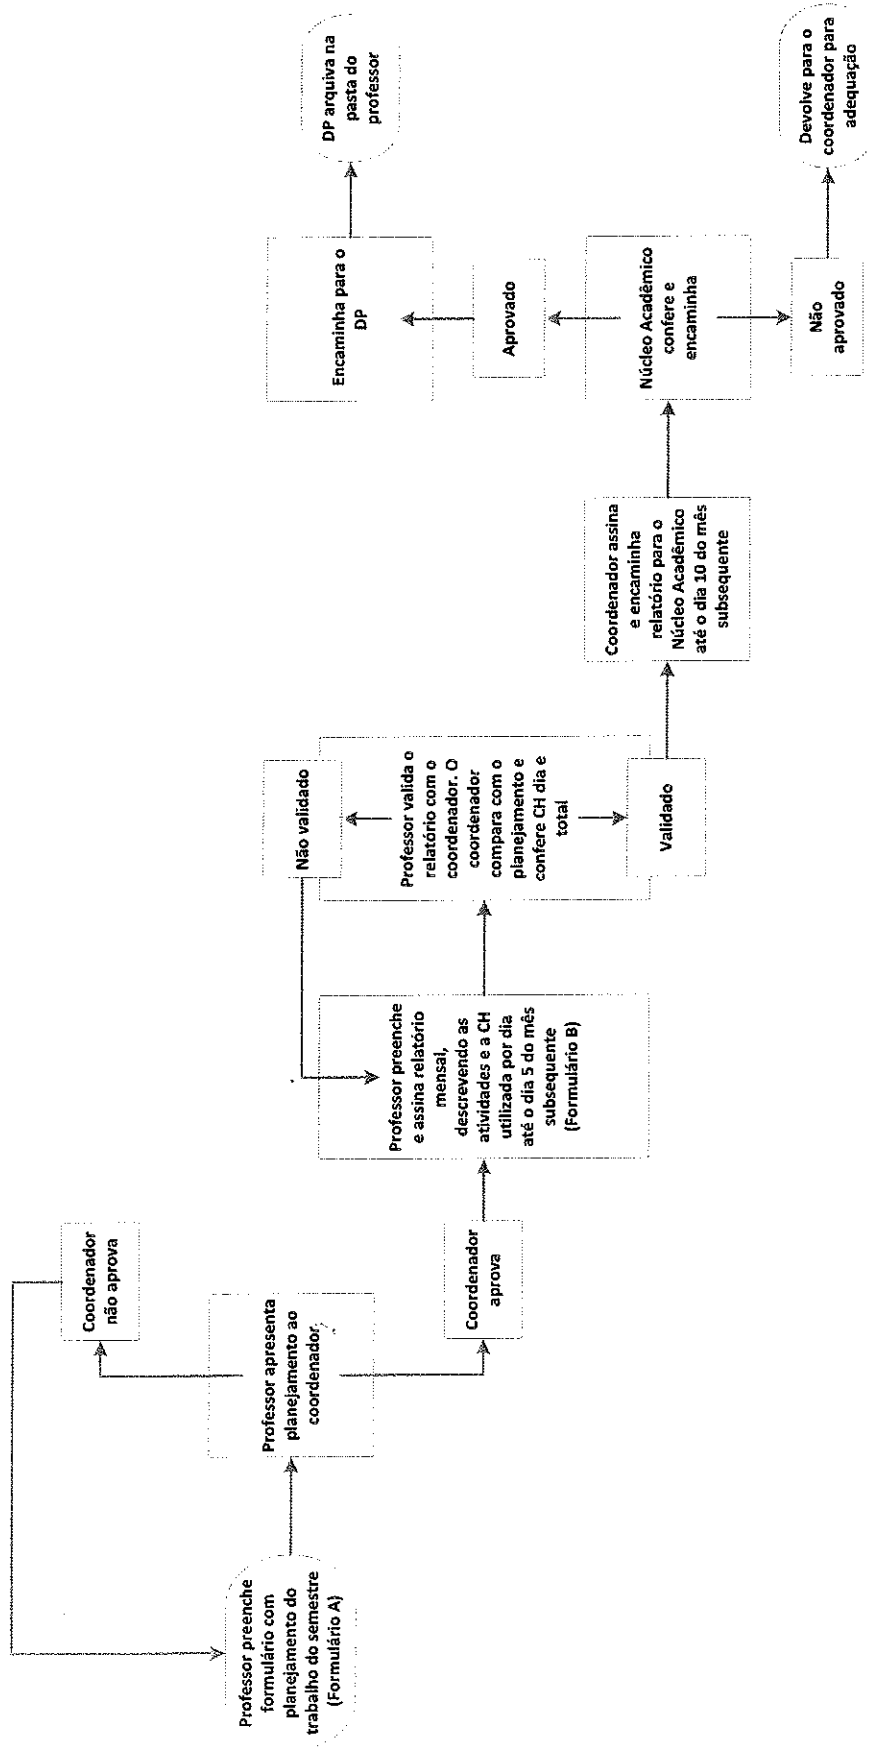 Professor preenche
formulário com
planejamento do
trabalho do semestre
(Formulário A)
Professor apresenta
planejamento ao
coordenador
Coordenador
não aprova
Coordenador
aprova
Professor preenche
e assina relatório
mensal,
descrevendo as
atividades e a CH
utilizada por dia
até o dia 5 do mês
subsequente
(Formulário B)
Não validado
Professor valida o
relatório com o
coordenador. O
coordenador
compara com o
planejamento e
confere CH dia e
total
Validado
Coordenador assina
e encaminha
relatório para o
Núcleo Acadêmico
até o dia 10 do mês
subsequente
Núcleo Acadêmico
confere e
encaminha
Aprovado
Encaminha para o
DP
DP arquiva na
pasta do
professor
Não
aprovado
Devolve para o
coordenador para
adequação